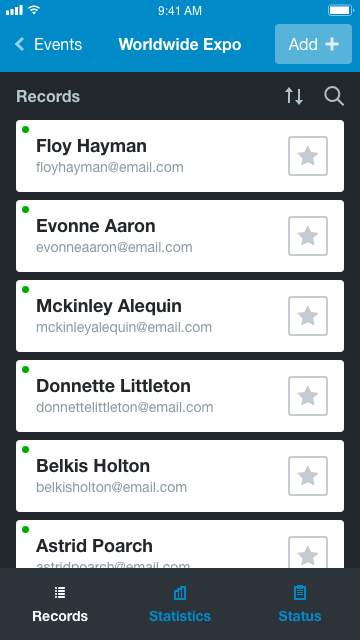 9:41 AM
Events
Worldwide Expo
Add
Records
Floy Hayman
floyhayman@email.com
Evonne Aaron
evonneaaron@email.com
Mckinley Alequin
mckinleyalequin@email.com
Donnette Littleton
donnettelittleton@email.com
Belkis Holton
belkisholton@email.com
Astrid Poarch
astridpoarch@email.com
Records
Statistics
Status